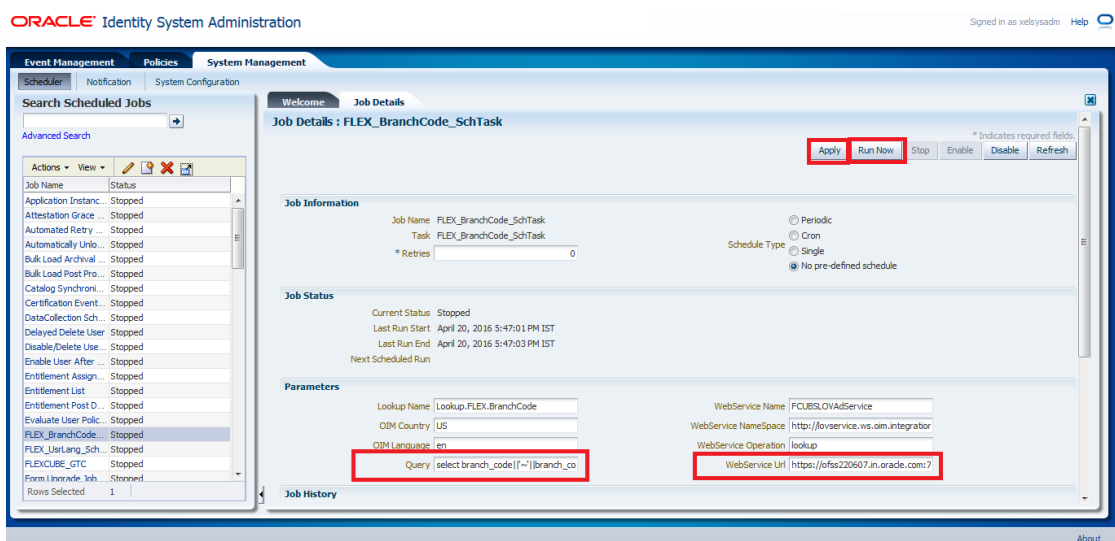 ORACLE Identity System Administration
Signed in as xelsysadm Help
Event Management Policies System Management
Scheduler Notification System Configuration
Search Scheduled Jobs
Advanced Search
Actions View
Job Name Status
Application Instanc... Stopped
Attestation Grace ... Stopped
Automated Retry ... Stopped
Automatically Unlo... Stopped
Bulk Load Archival ... Stopped
Bulk Load Post Pro... Stopped
Catalog Synchroni... Stopped
Certification Event... Stopped
DataCollection Sch... Stopped
Delayed Delete User Stopped
Disable/Delete Use... Stopped
Enable User After ... Stopped
Entitlement Assign... Stopped
Entitlement List Stopped
Entitlement Post D... Stopped
Evaluate User Polic... Stopped
FLEX_BranchCode... Stopped
FLEX_UsrLang_Sch... Stopped
FLEXCUBE_GTC Stopped
Form Upgrade Job Stopped
Rows Selected 1
Welcome Job Details
Job Details : FLEX_BranchCode_SchTask
* Indicates required fields.
Apply Run Now Stop Enable Disable Refresh
Job Information
Job Name FLEX_BranchCode_SchTask
Task FLEX_BranchCode_SchTask
* Retries 0
Schedule Type
Periodic
Cron
Single
No pre-defined schedule
Job Status
Current Status Stopped
Last Run Start April 20, 2016 5:47:01 PM IST
Last Run End April 20, 2016 5:47:03 PM IST
Next Scheduled Run
Parameters
Lookup Name Lookup.FLEX.BranchCode
OIM Country US
OIM Language en
Query select branch_code||'~'||branch_co
WebService Name FCUBSLOVAdService
WebService NameSpace http://lovservice.ws.oim.integration
WebService Operation lookup
WebService Url https://ofss220607.in.oracle.com:7
Job History
About